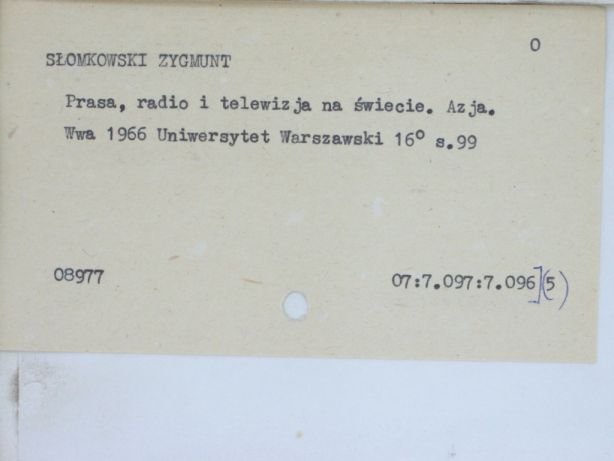 0
SŁOMKOWSKI ZYGMUNT
Prasa, radio i telewizja na świecie. Azja.
Wwa 1966 Uniwersytet Warszawski 16° s.99
08977 07:7.097:7.096](5)